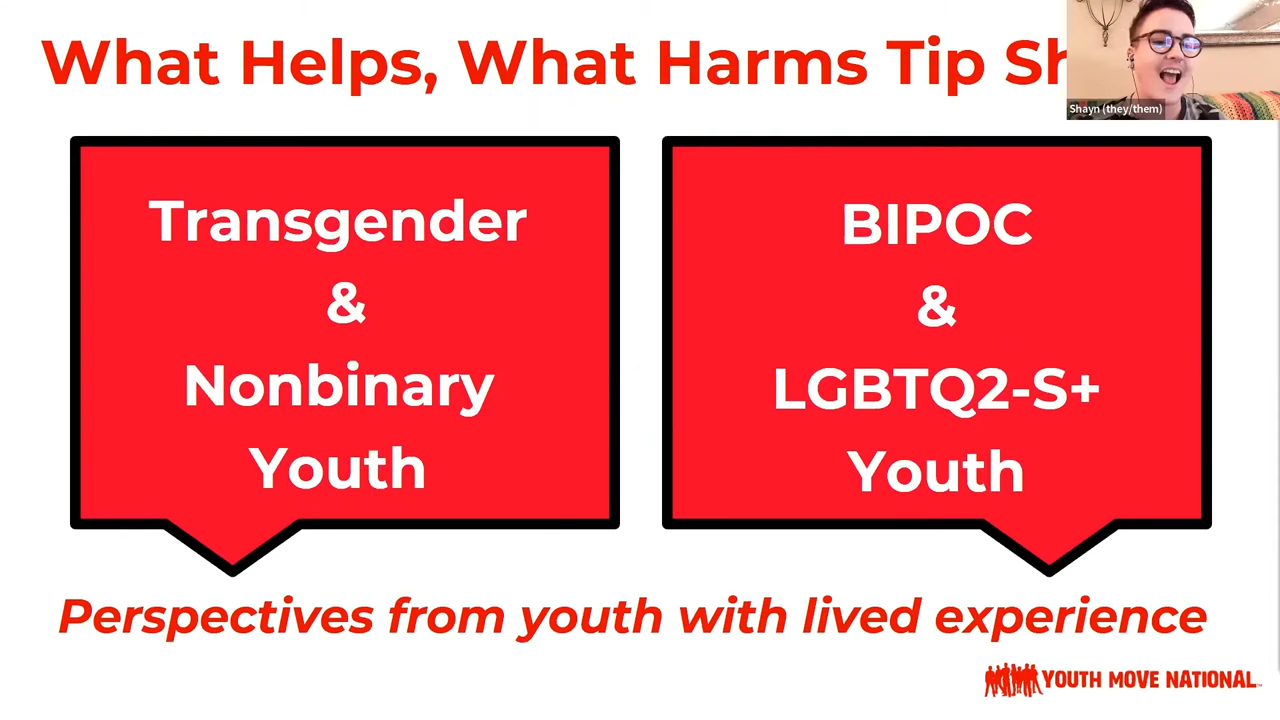 What Helps, What Harms Tip Sh
Shayn (they/them)
Transgender
&
Nonbinary
Youth
BIPOC
&
LGBTQ2-S+
Youth
Perspectives from youth with lived experience
YOUTH MOVE NATIONAL